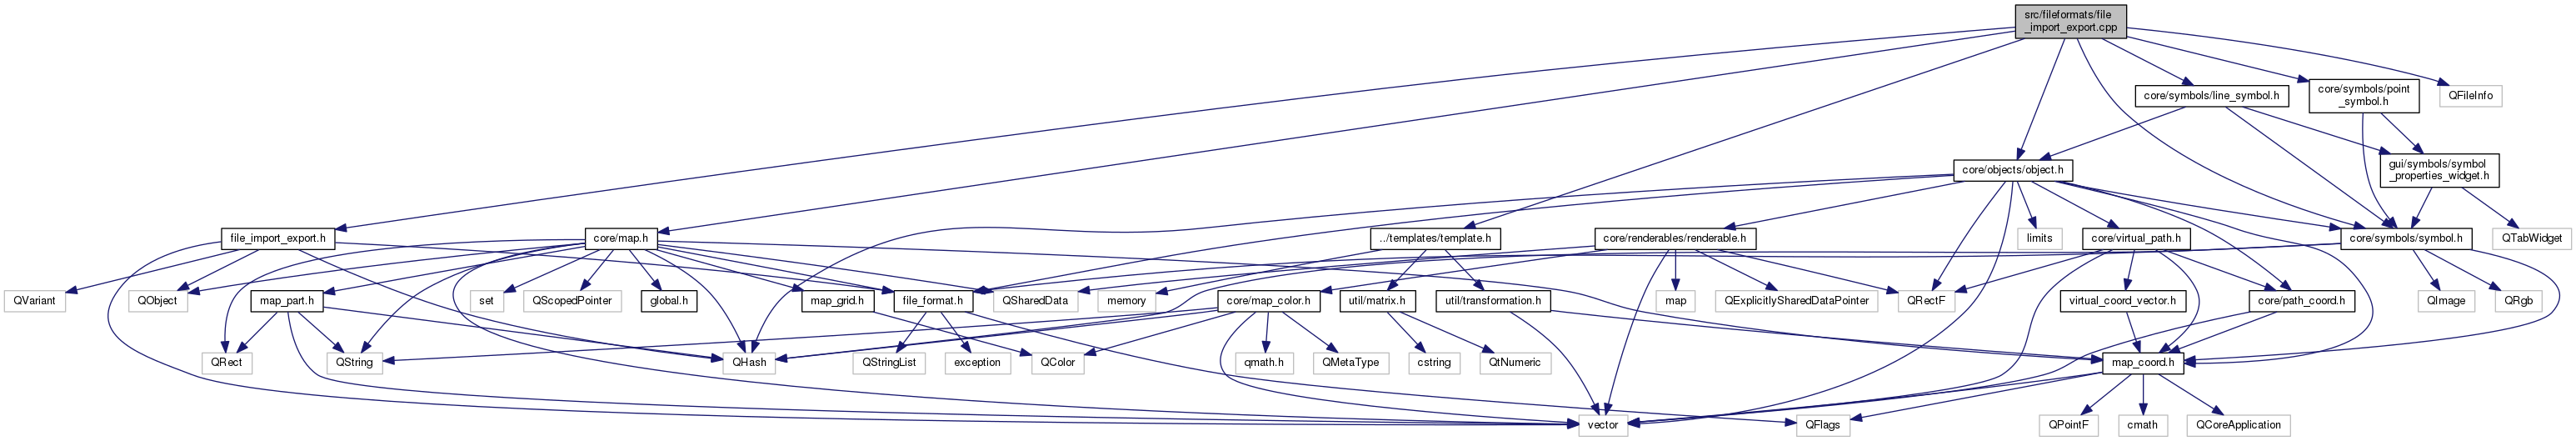 src/fileformats/file
_import_export.cpp
core/symbols/line_symbol.h
core/symbols/point
_symbol.h
QFileInfo
core/objects/object.h
gui/symbols/symbol
_properties_widget.h
file_import_export.h
core/map.h
../templates/template.h
core/renderables/renderable.h
limits
core/virtual_path.h
core/symbols/symbol.h
QTabWidget
QVariant
QObject
map_part.h
set
QScopedPointer
global.h
map_grid.h
file_format.h
QSharedData
memory
core/map_color.h
util/matrix.h
util/transformation.h
map
QExplicitlySharedDataPointer
QRectF
virtual_coord_vector.h
core/path_coord.h
QImage
QRgb
QRect
QString
QHash
QStringList
exception
QColor
qmath.h
QMetaType
cstring
QtNumeric
map_coord.h
vector
QFlags
QPointF
cmath
QCoreApplication